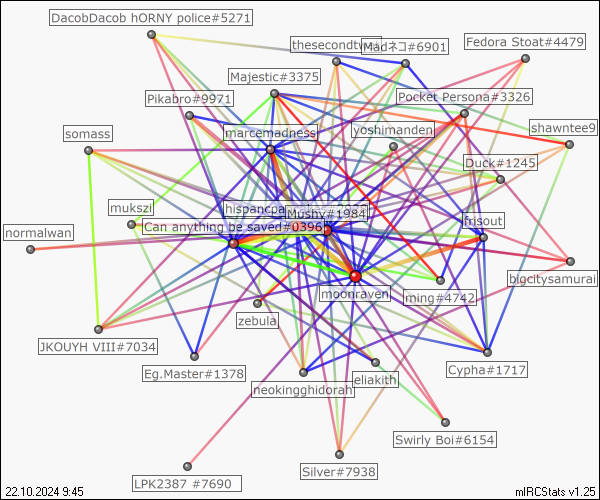 DacobDacob hORNY police#5271
thesecondtw
Madネコ#6901
Fedora Stoat#4479
Majestic#3375
Pikabro#9971
Pocket Persona#3326
marcemadness
yoshimanden
shawntee9
somass
Duck#1245
mukszi
hispancpa
Mushy#1984
frisout
Can anything be saved#0396
normalwan
bigcitysamurai
moonraven
ming#4742
zebula
JKOUYH VIII#7034
Eg.Master#1378
Cypha#1717
neokingghidorah
eliakith
Swirly Boi#6154
Silver#7938
LPK2387 #7690
22.10.2024 9:45
mIRCStats v1.25